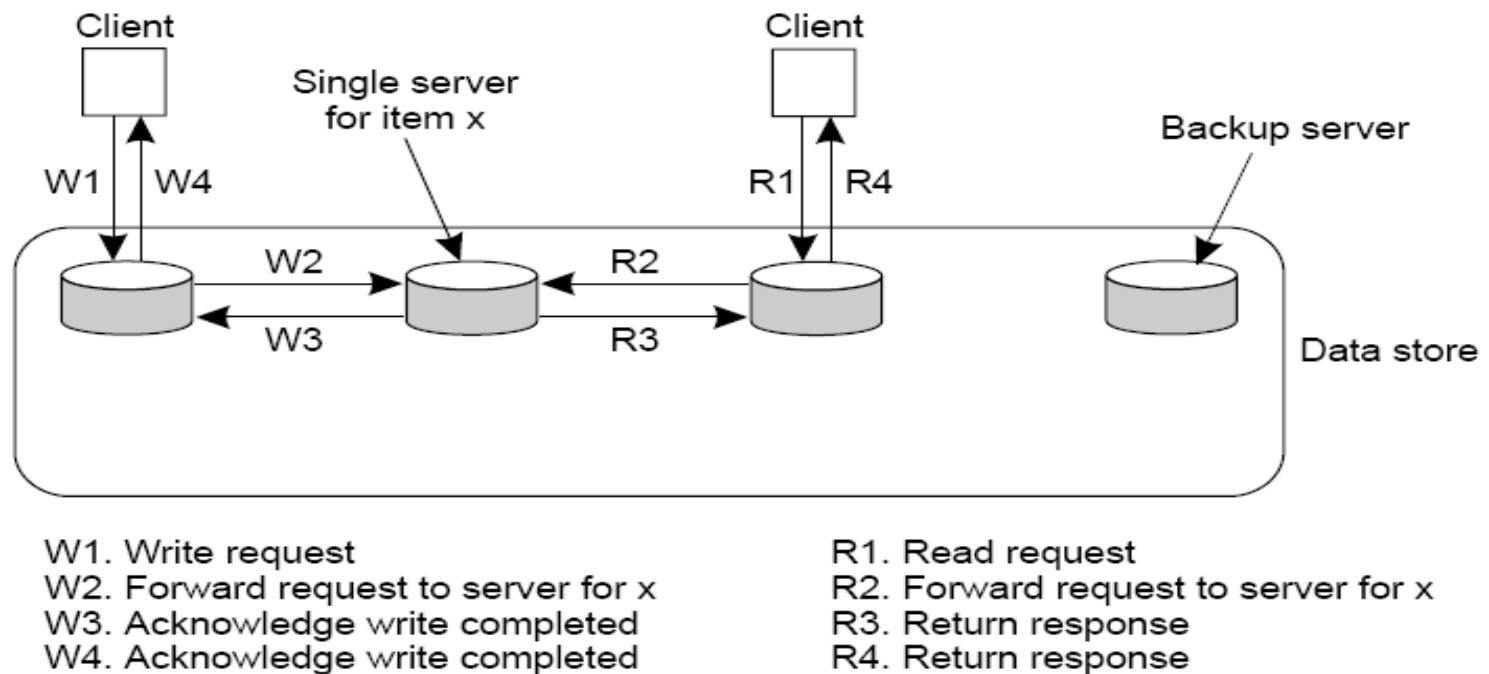 Client
Client
Single server
for item x
Backup server
W1
W4
R1
R4
W2
R2
W3
R3
Data store
W1. Write request
W2. Forward request to server for x
W3. Acknowledge write completed
W4. Acknowledge write completed
R1. Read request
R2. Forward request to server for x
R3. Return response
R4. Return response